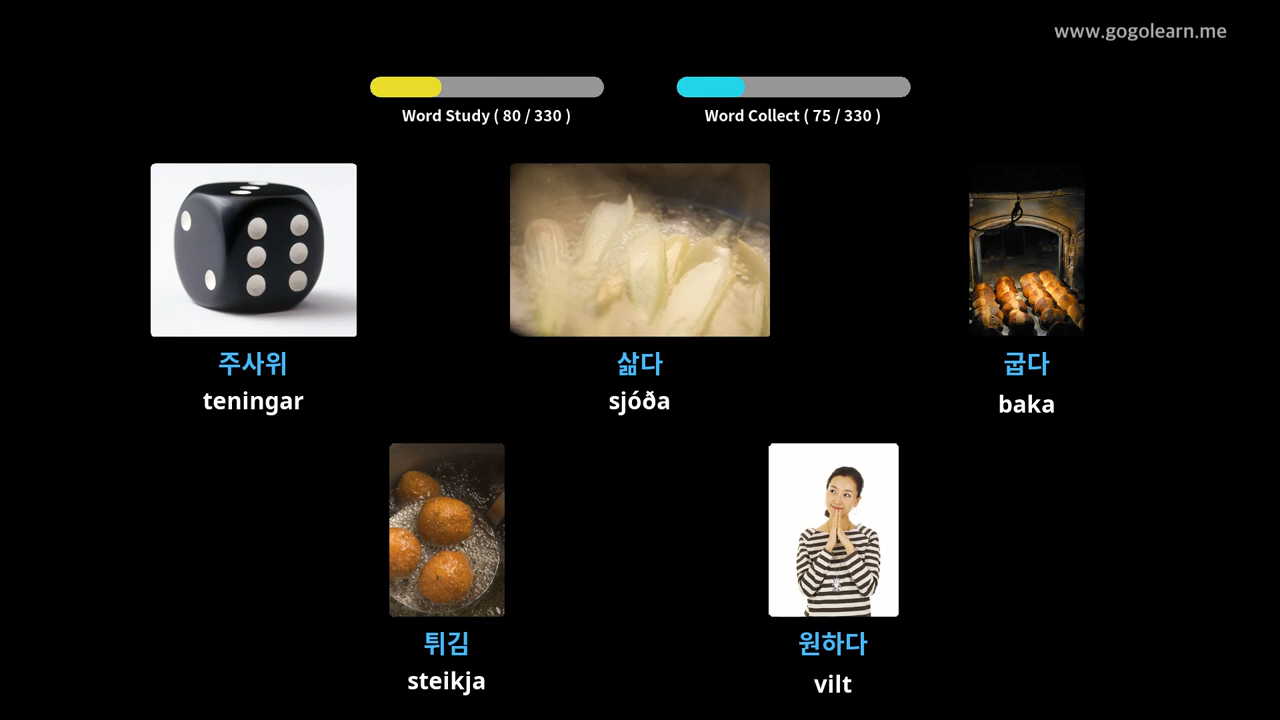 www.gogolearn.me
Word Study ( 80 / 330 )
Word Collect ( 75 / 330 )
주사위
teningar
삶다
sjóða
굽다
baka
튀김
steikja
원하다
vilt